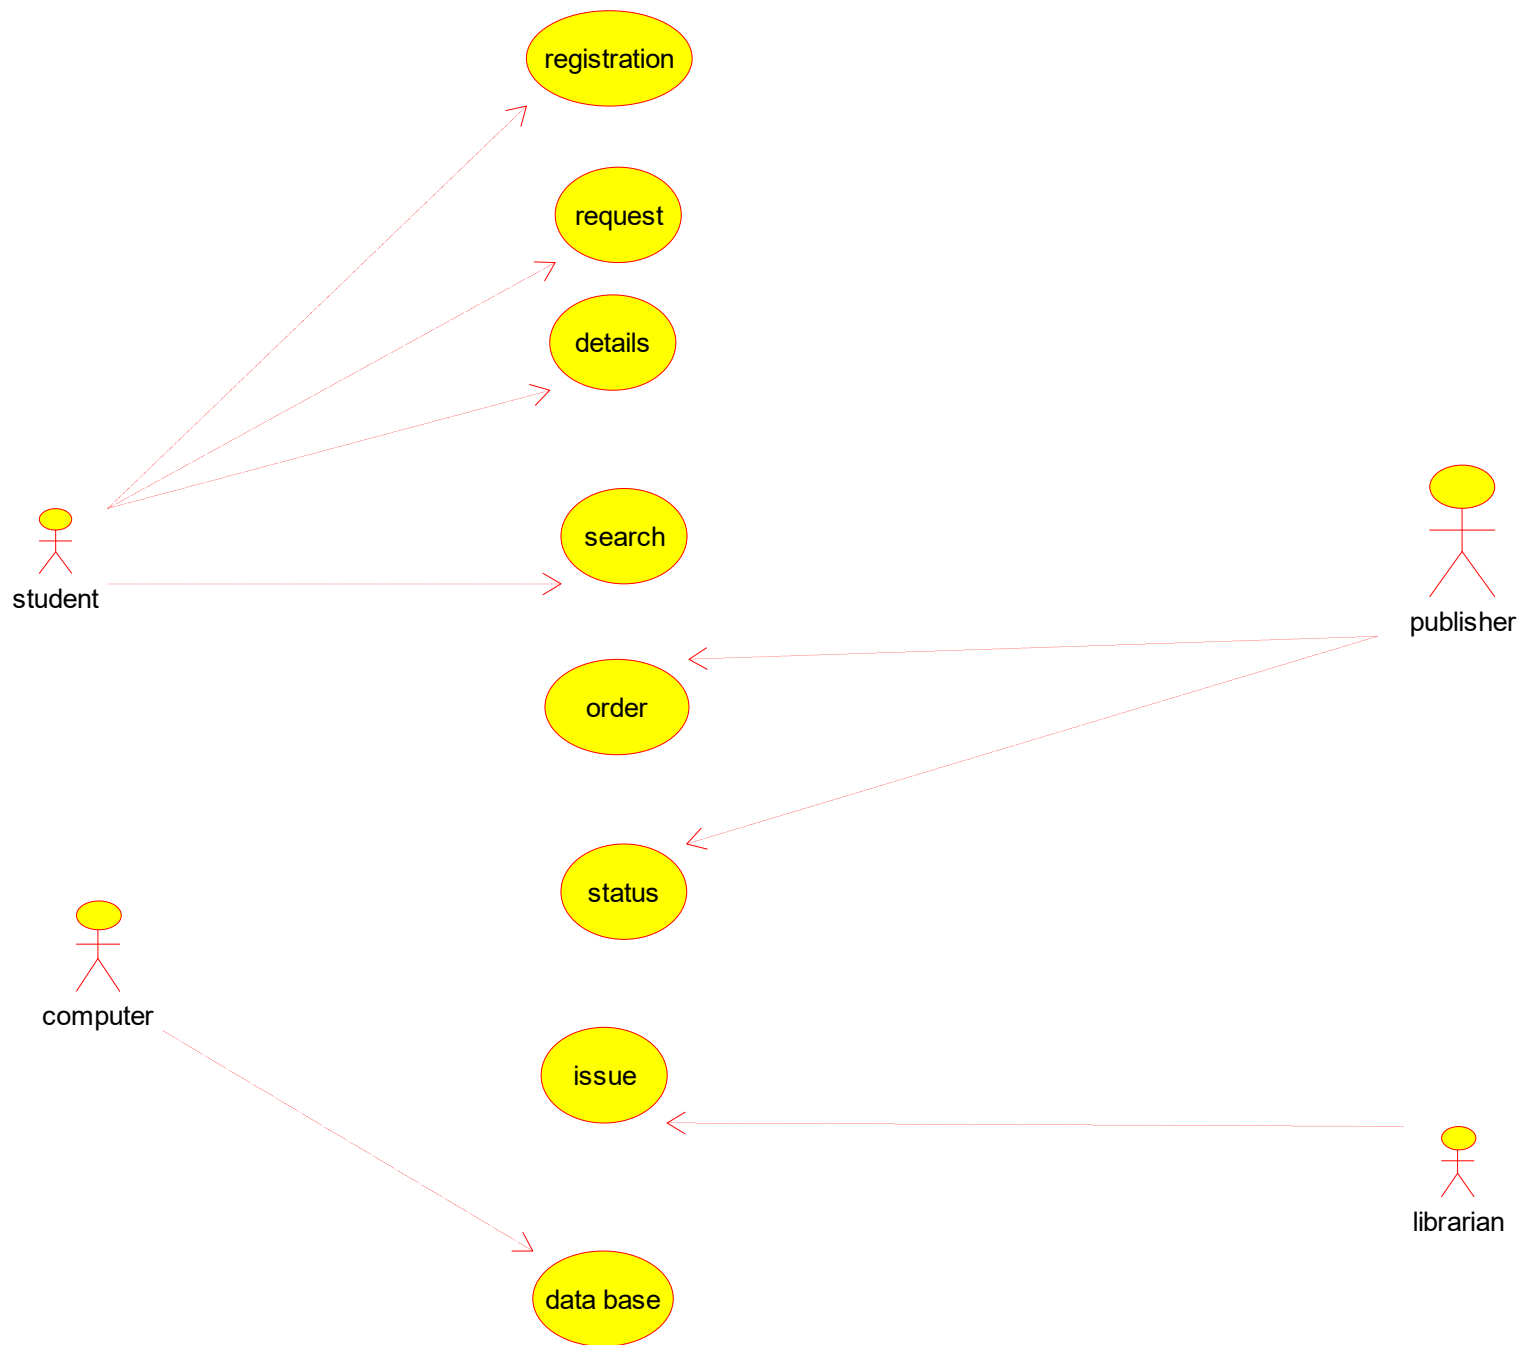 registration
request
details
search
student
publisher
order
status
computer
issue
librarian
data base